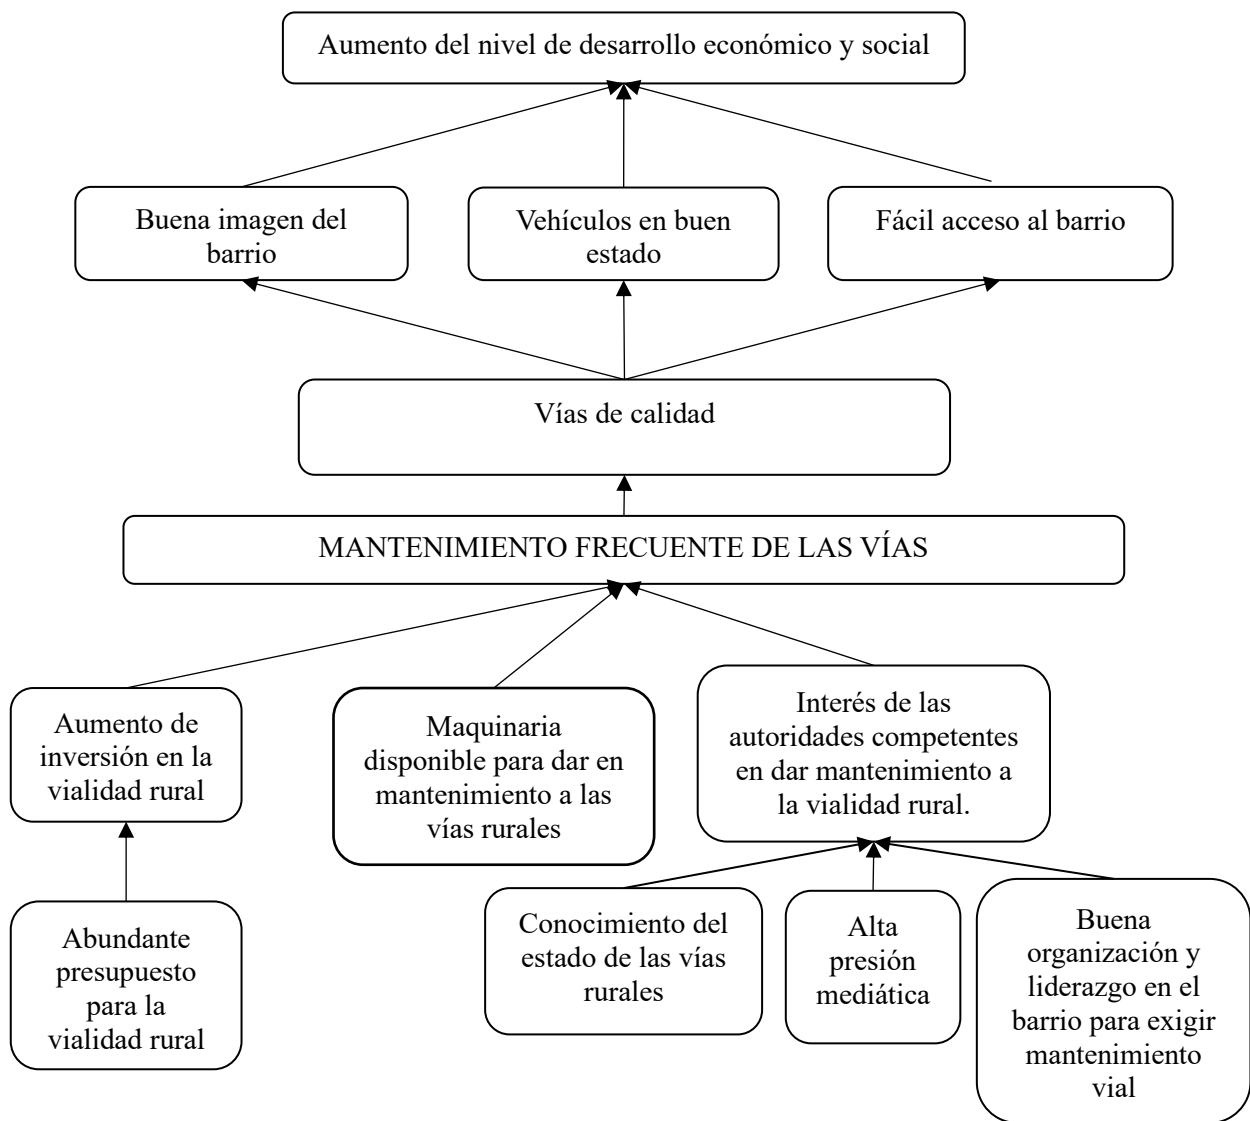 Aumento del nivel de desarrollo económico y social
Buena imagen del
barrio
Vehículos en buen
estado
Fácil acceso al barrio
Vías de calidad
MANTENIMIENTO FRECUENTE DE LAS VÍAS
Aumento de
inversión en la
vialidad rural
Maquinaria
disponible para dar en
mantenimiento a las
vías rurales
Interés de las
autoridades competentes
en dar mantenimiento a
la vialidad rural.
Abundante
presupuesto
para la
vialidad rural
Conocimiento del
estado de las vías
rurales
Alta
presión
mediática
Buena
organización y
liderazgo en el
barrio para exigir
mantenimiento
vial